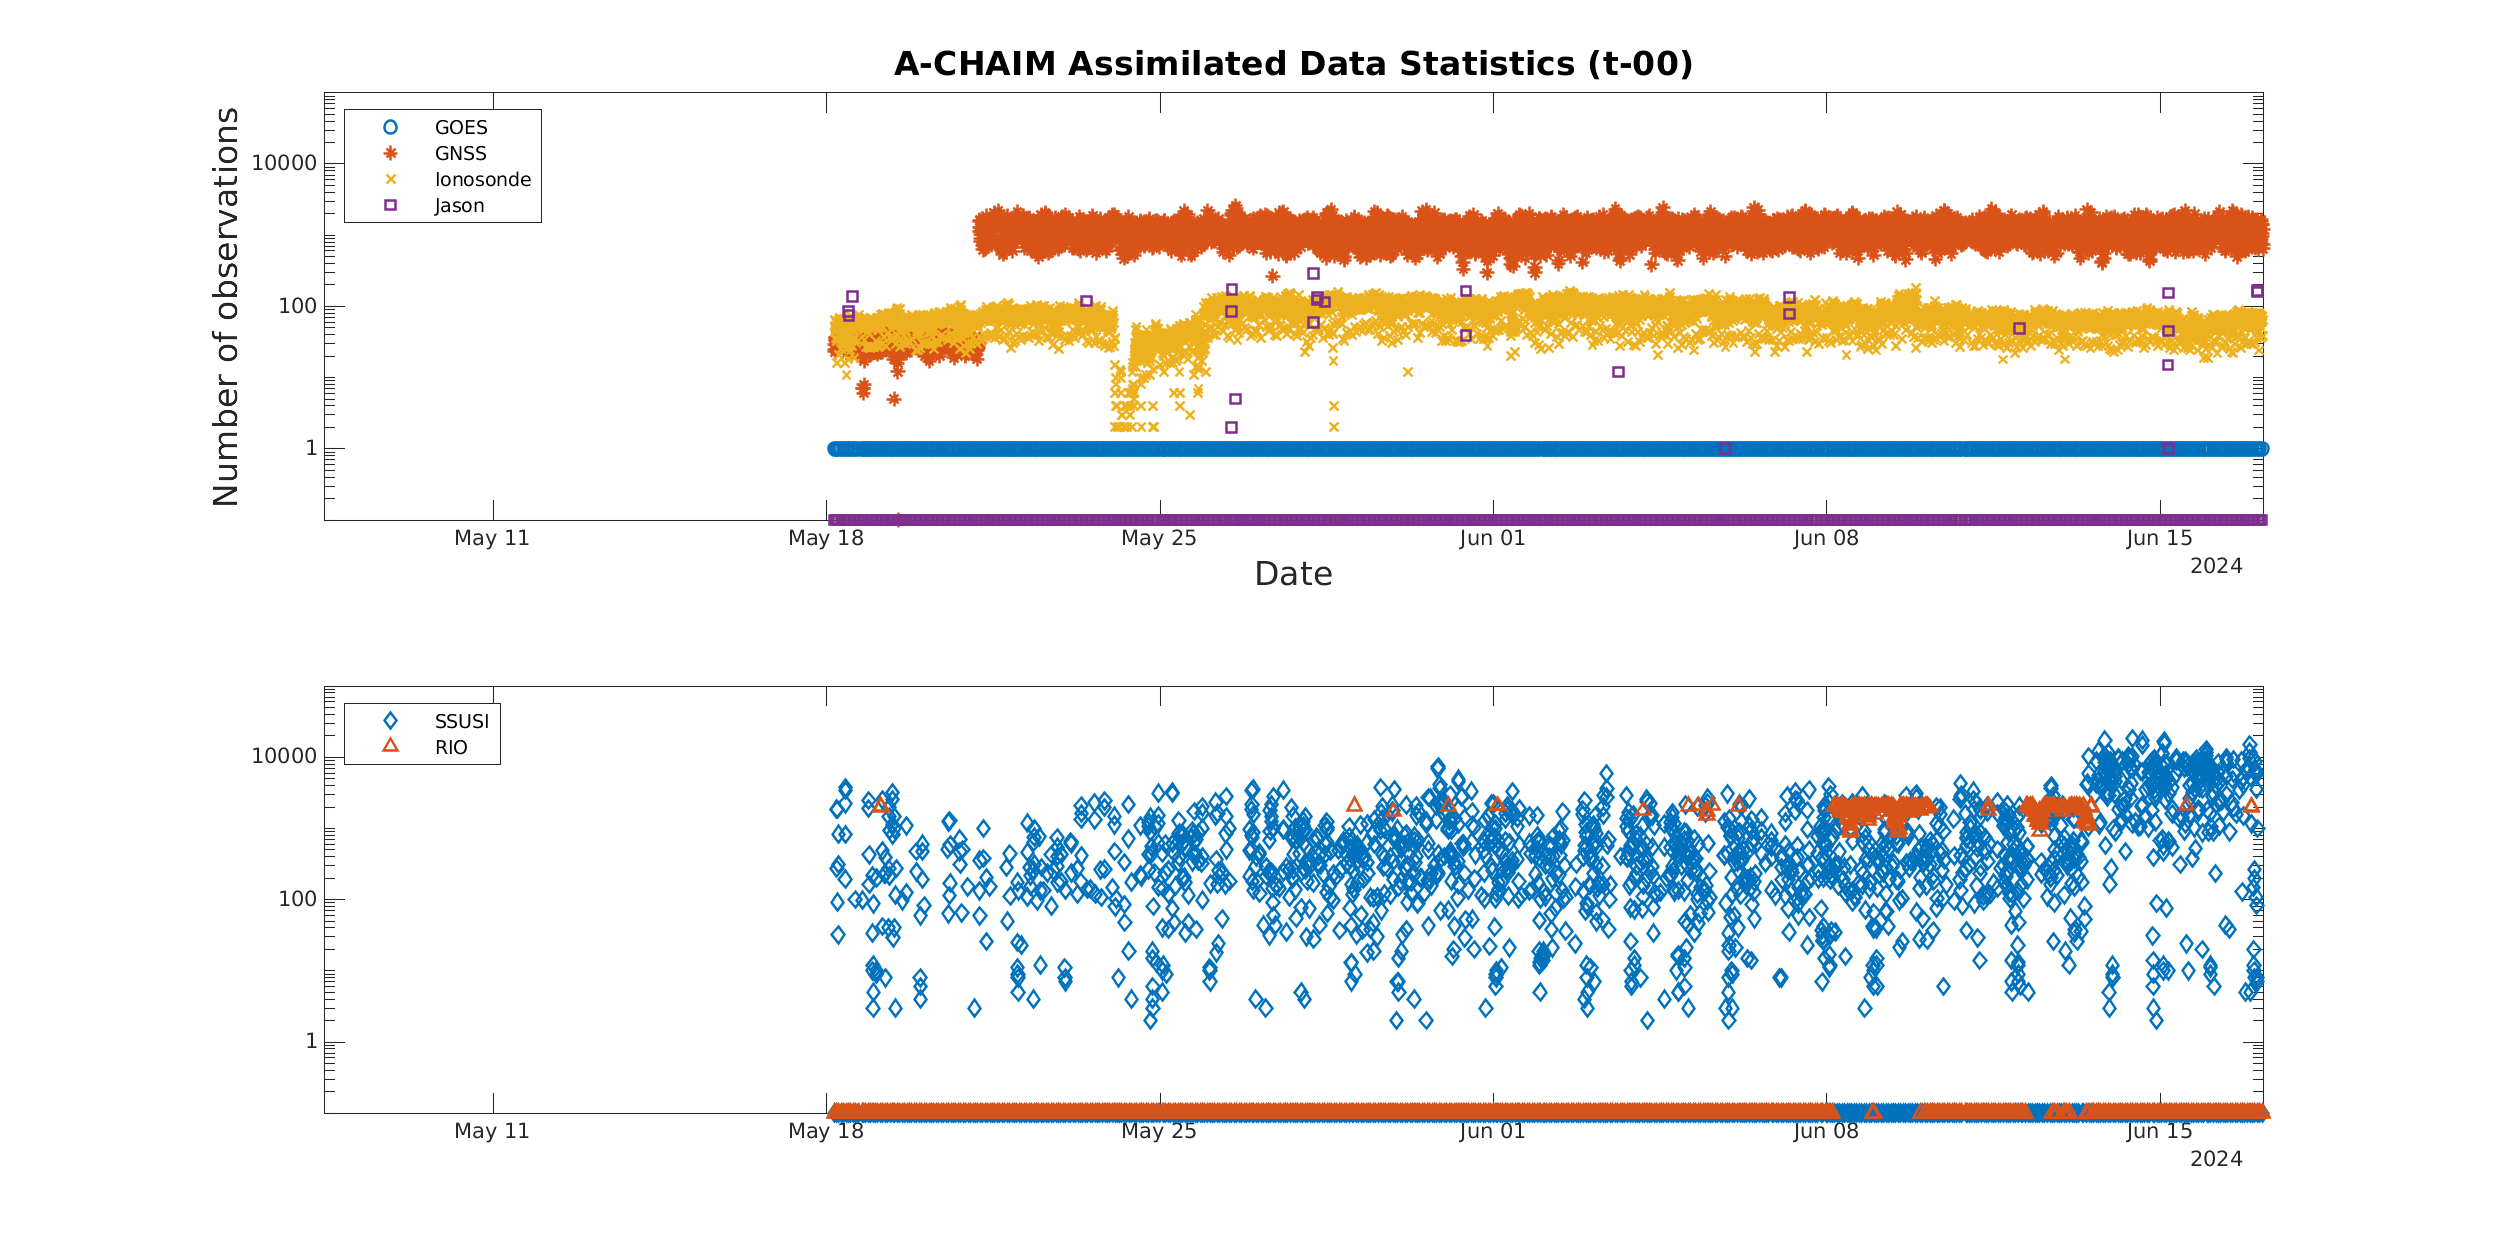 A-CHAIM Assimilated Data Statistics (t-00)
Number of observations
10000
100
1
GOES
GNSS
Ionosonde
Jason
May 11
May 18
May 25
Jun 01
Jun 08
Jun 15
Date
2024
10000
100
1
SSUSI
RIO
May 11
May 18
May 25
Jun 01
Jun 08
Jun 15
2024